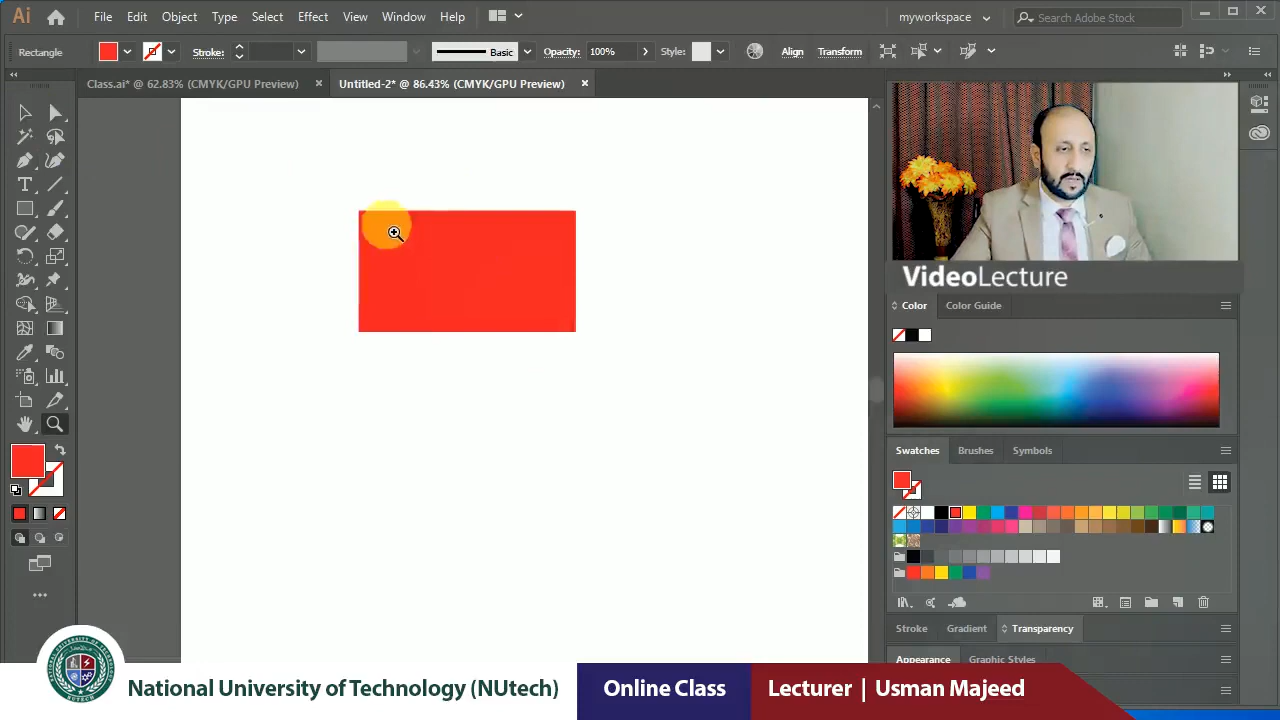 Ai File Edit Object Type Select Effect View Window Help myworkspace Search Adobe Stock
Rectangle Stroke: Basic Opacity: 100% Style: Align Transform
Class.ai* @ 62.83% (CMYK/GPU Preview) Untitled-2* @ 86.43% (CMYK/GPU Preview)
VideoLecture
Color Color Guide
Swatches Brushes Symbols
Stroke Gradient Transparency
Appearance Graphic Styles
National University of Technology (NUtech) Online Class Lecturer | Usman Majeed